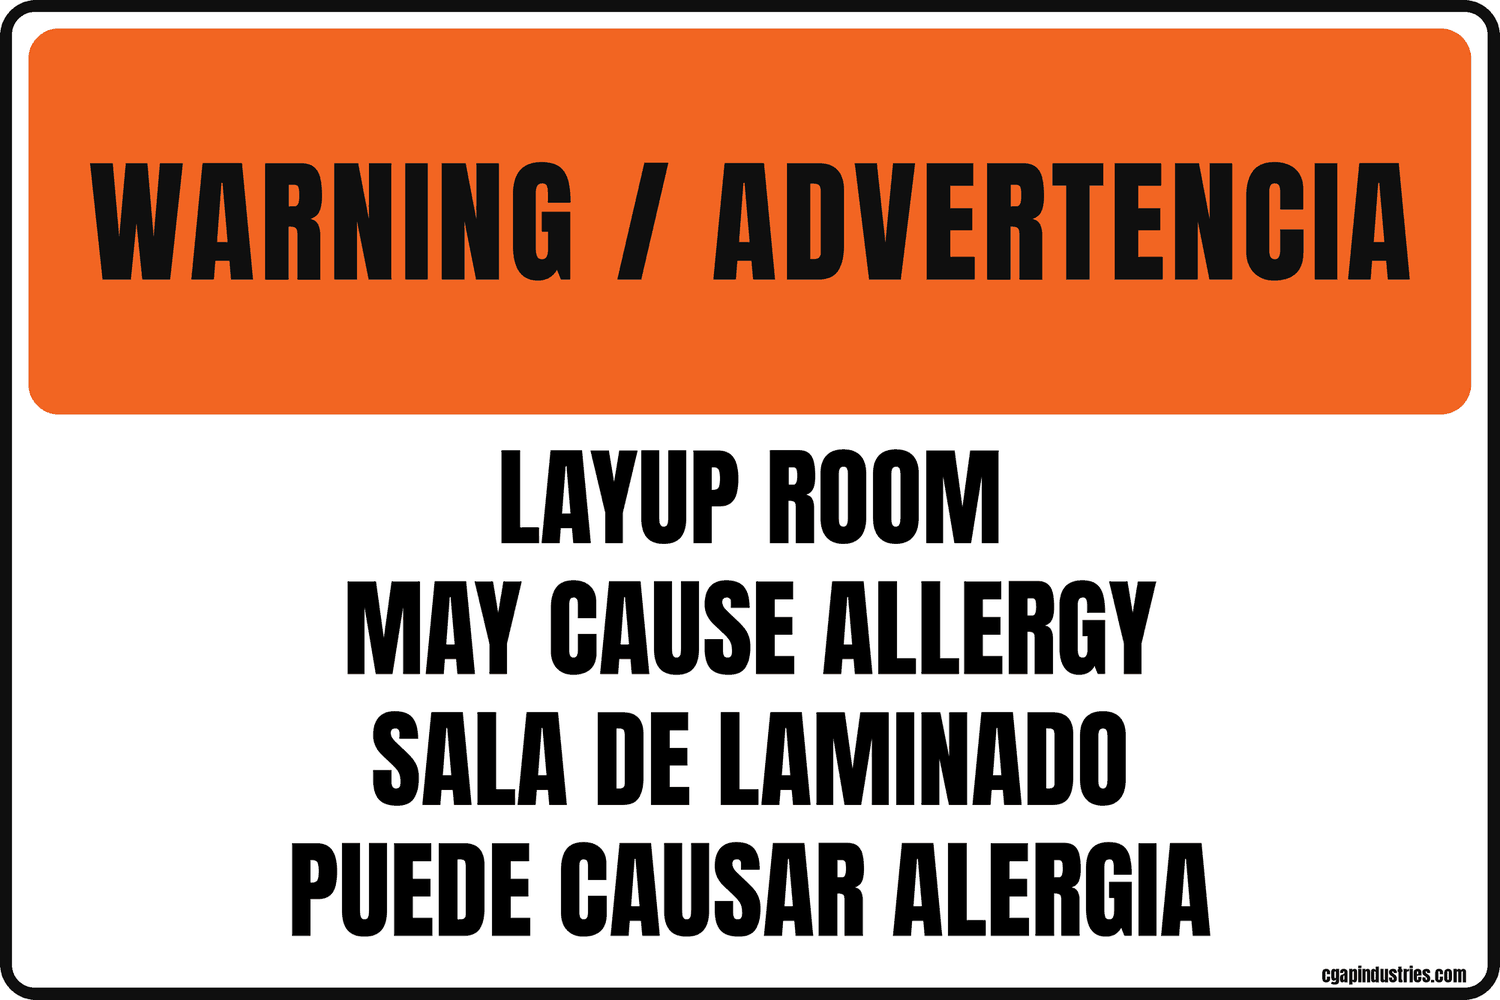 WARNING / ADVERTENCIA
LAYUP ROOM
MAY CAUSE ALLERGY
SALA DE LAMINADO
PUEDE CAUSAR ALERGIA
cgapindustries.com